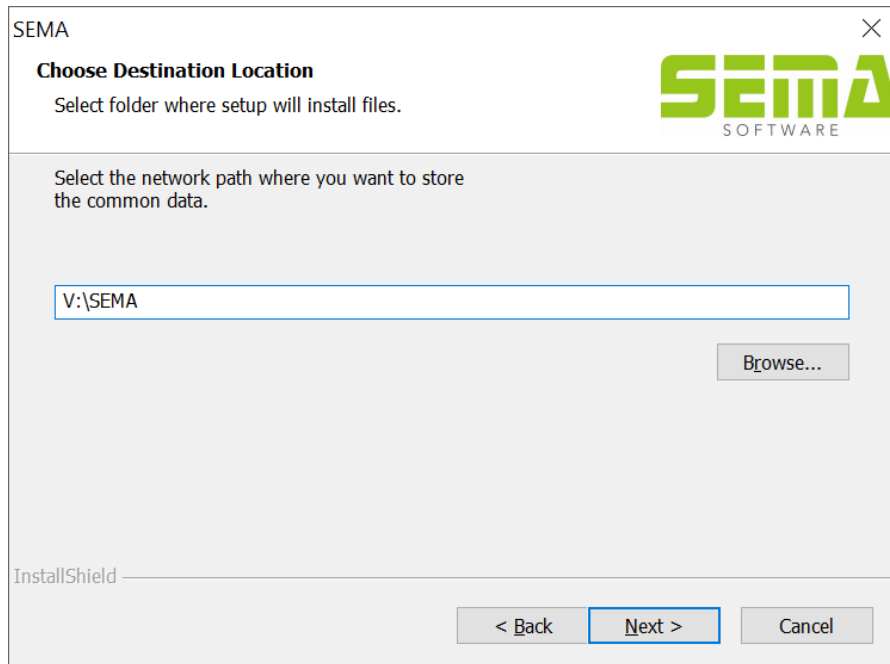 SEMA
Choose Destination Location
Select folder where setup will install files.
SEMA
SOFTWARE
Select the network path where you want to store
the common data.
V:\SEMA
Browse...
InstallShield
< Back
Next >
Cancel